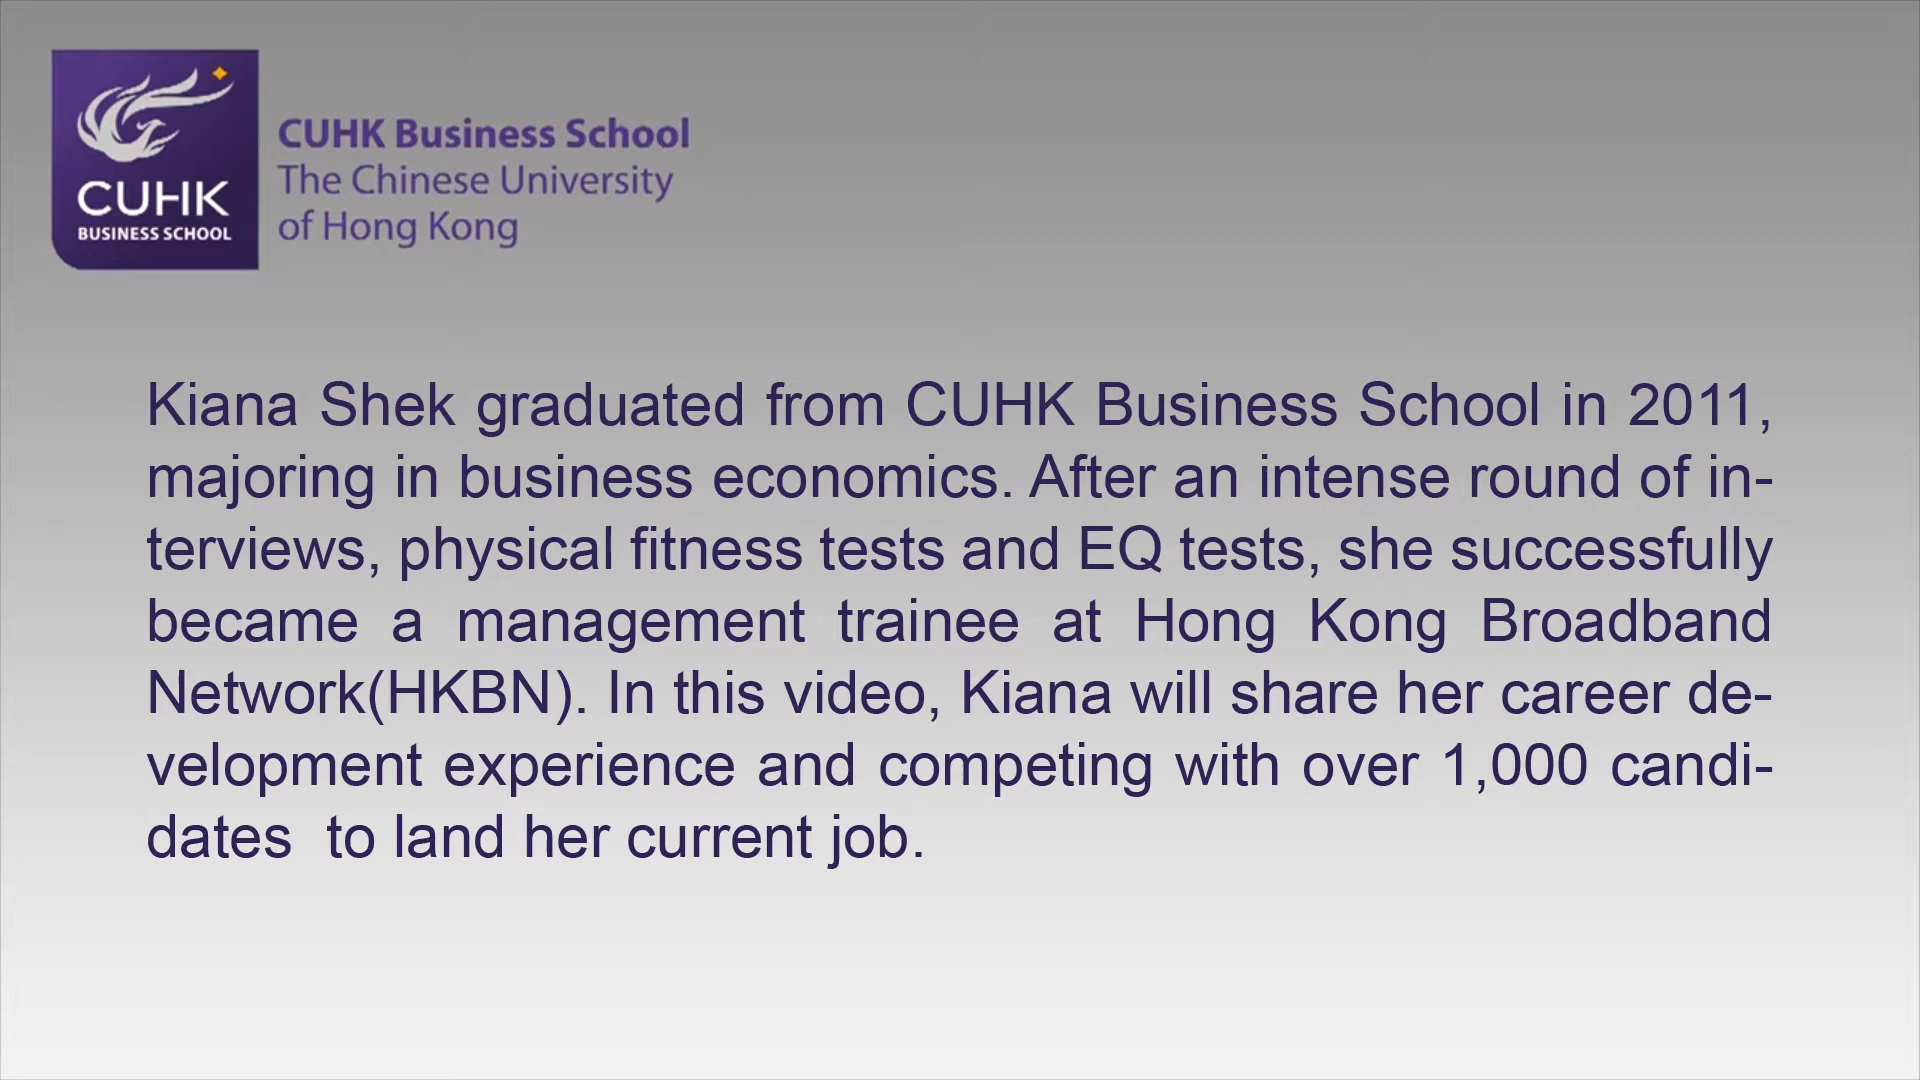 CUHK
BUSINESS SCHOOL
CUHK Business School
The Chinese University
of Hong Kong
Kiana Shek graduated from CUHK Business School in 2011,
majoring in business economics. After an intense round of in-
terviews, physical fitness tests and EQ tests, she successfully
became a management trainee at Hong Kong Broadband
Network(HKBN). In this video, Kiana will share her career de-
velopment experience and competing with over 1,000 candi-
dates  to land her current job.